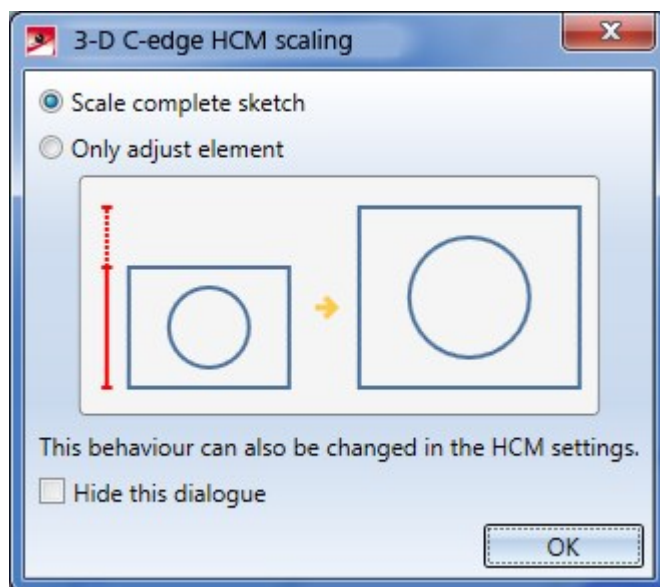 3-D C-edge HCM scaling
Scale complete sketch
Only adjust element
This behaviour can also be changed in the HCM settings.
Hide this dialogue
OK